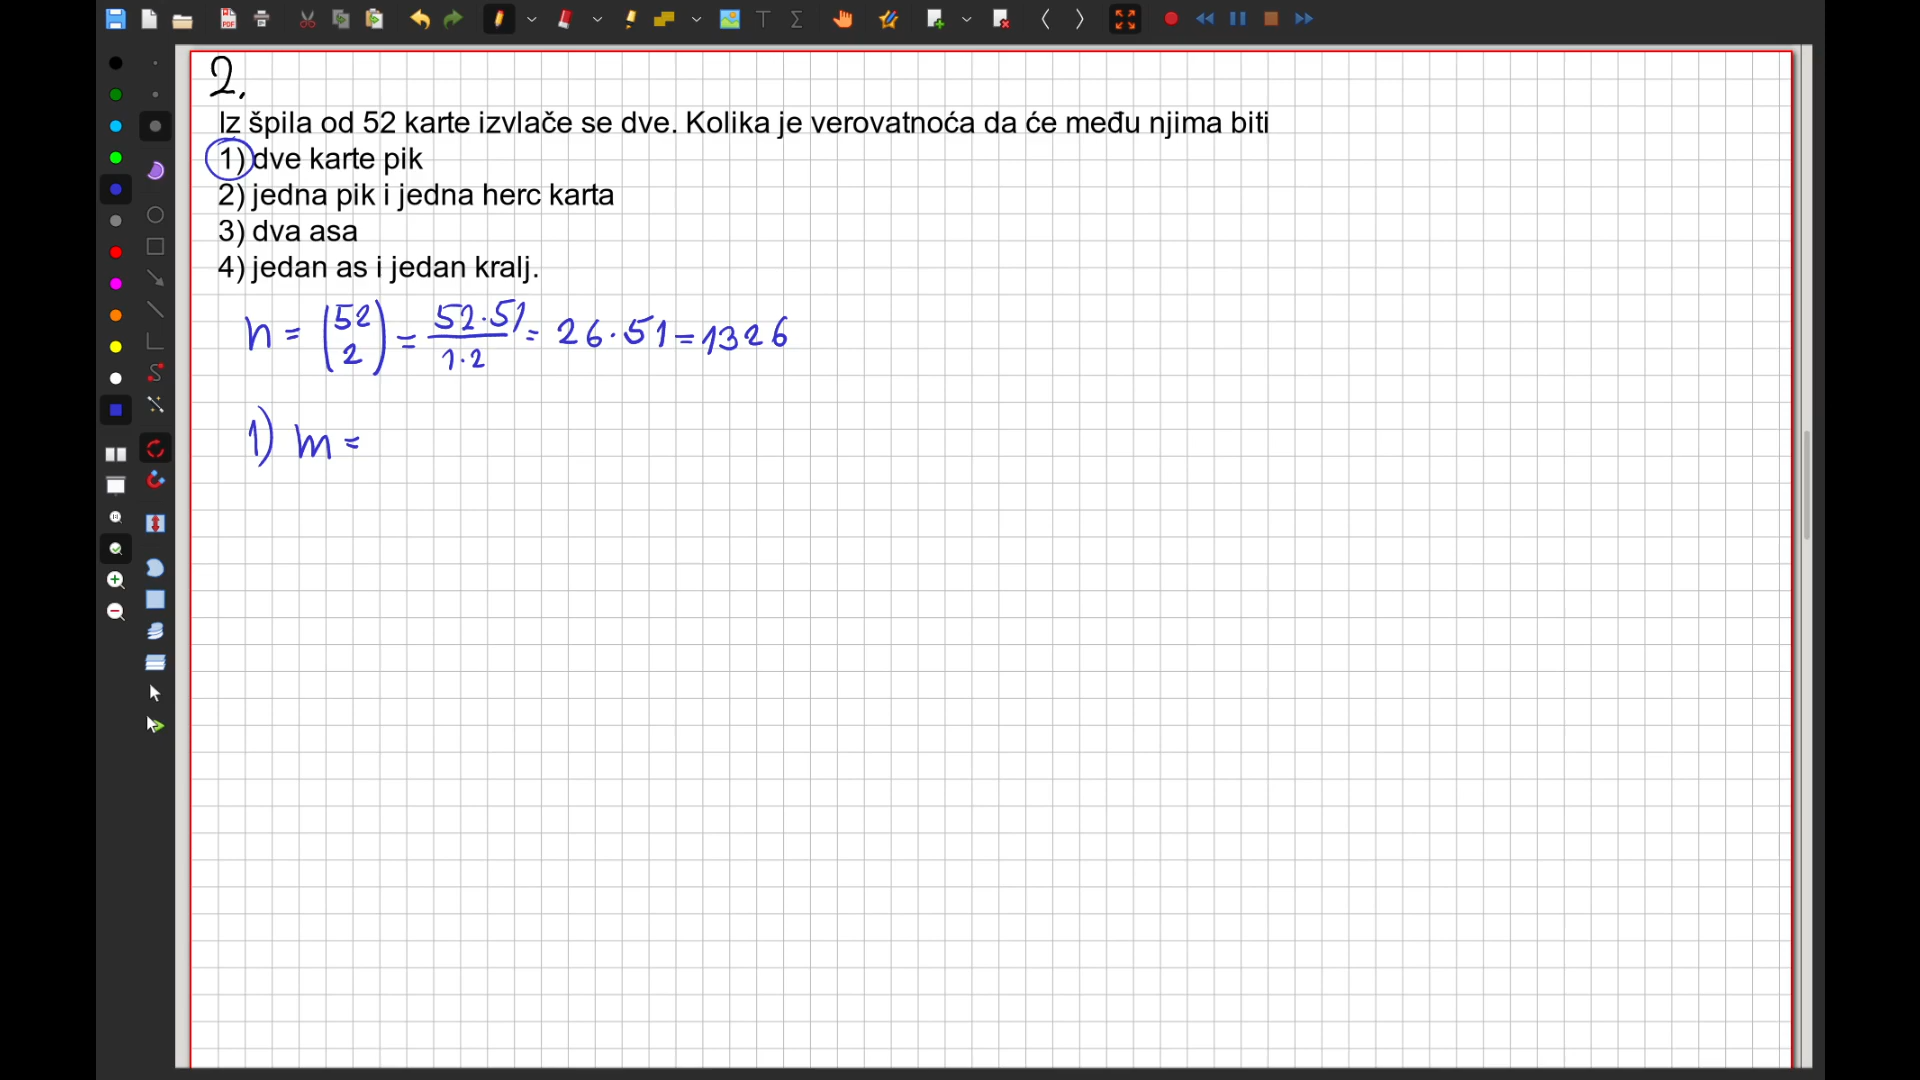 2.
Iz špila od 52 karte izvlače se dve. Kolika je verovatnoća da će među njima biti
1) dve karte pik
2) jedna pik i jedna herc karta
3) dva asa
4) jedan as i jedan kralj.
n = (52 2) = 52·51 / 1·2 = 26·51 = 1326
1) m =